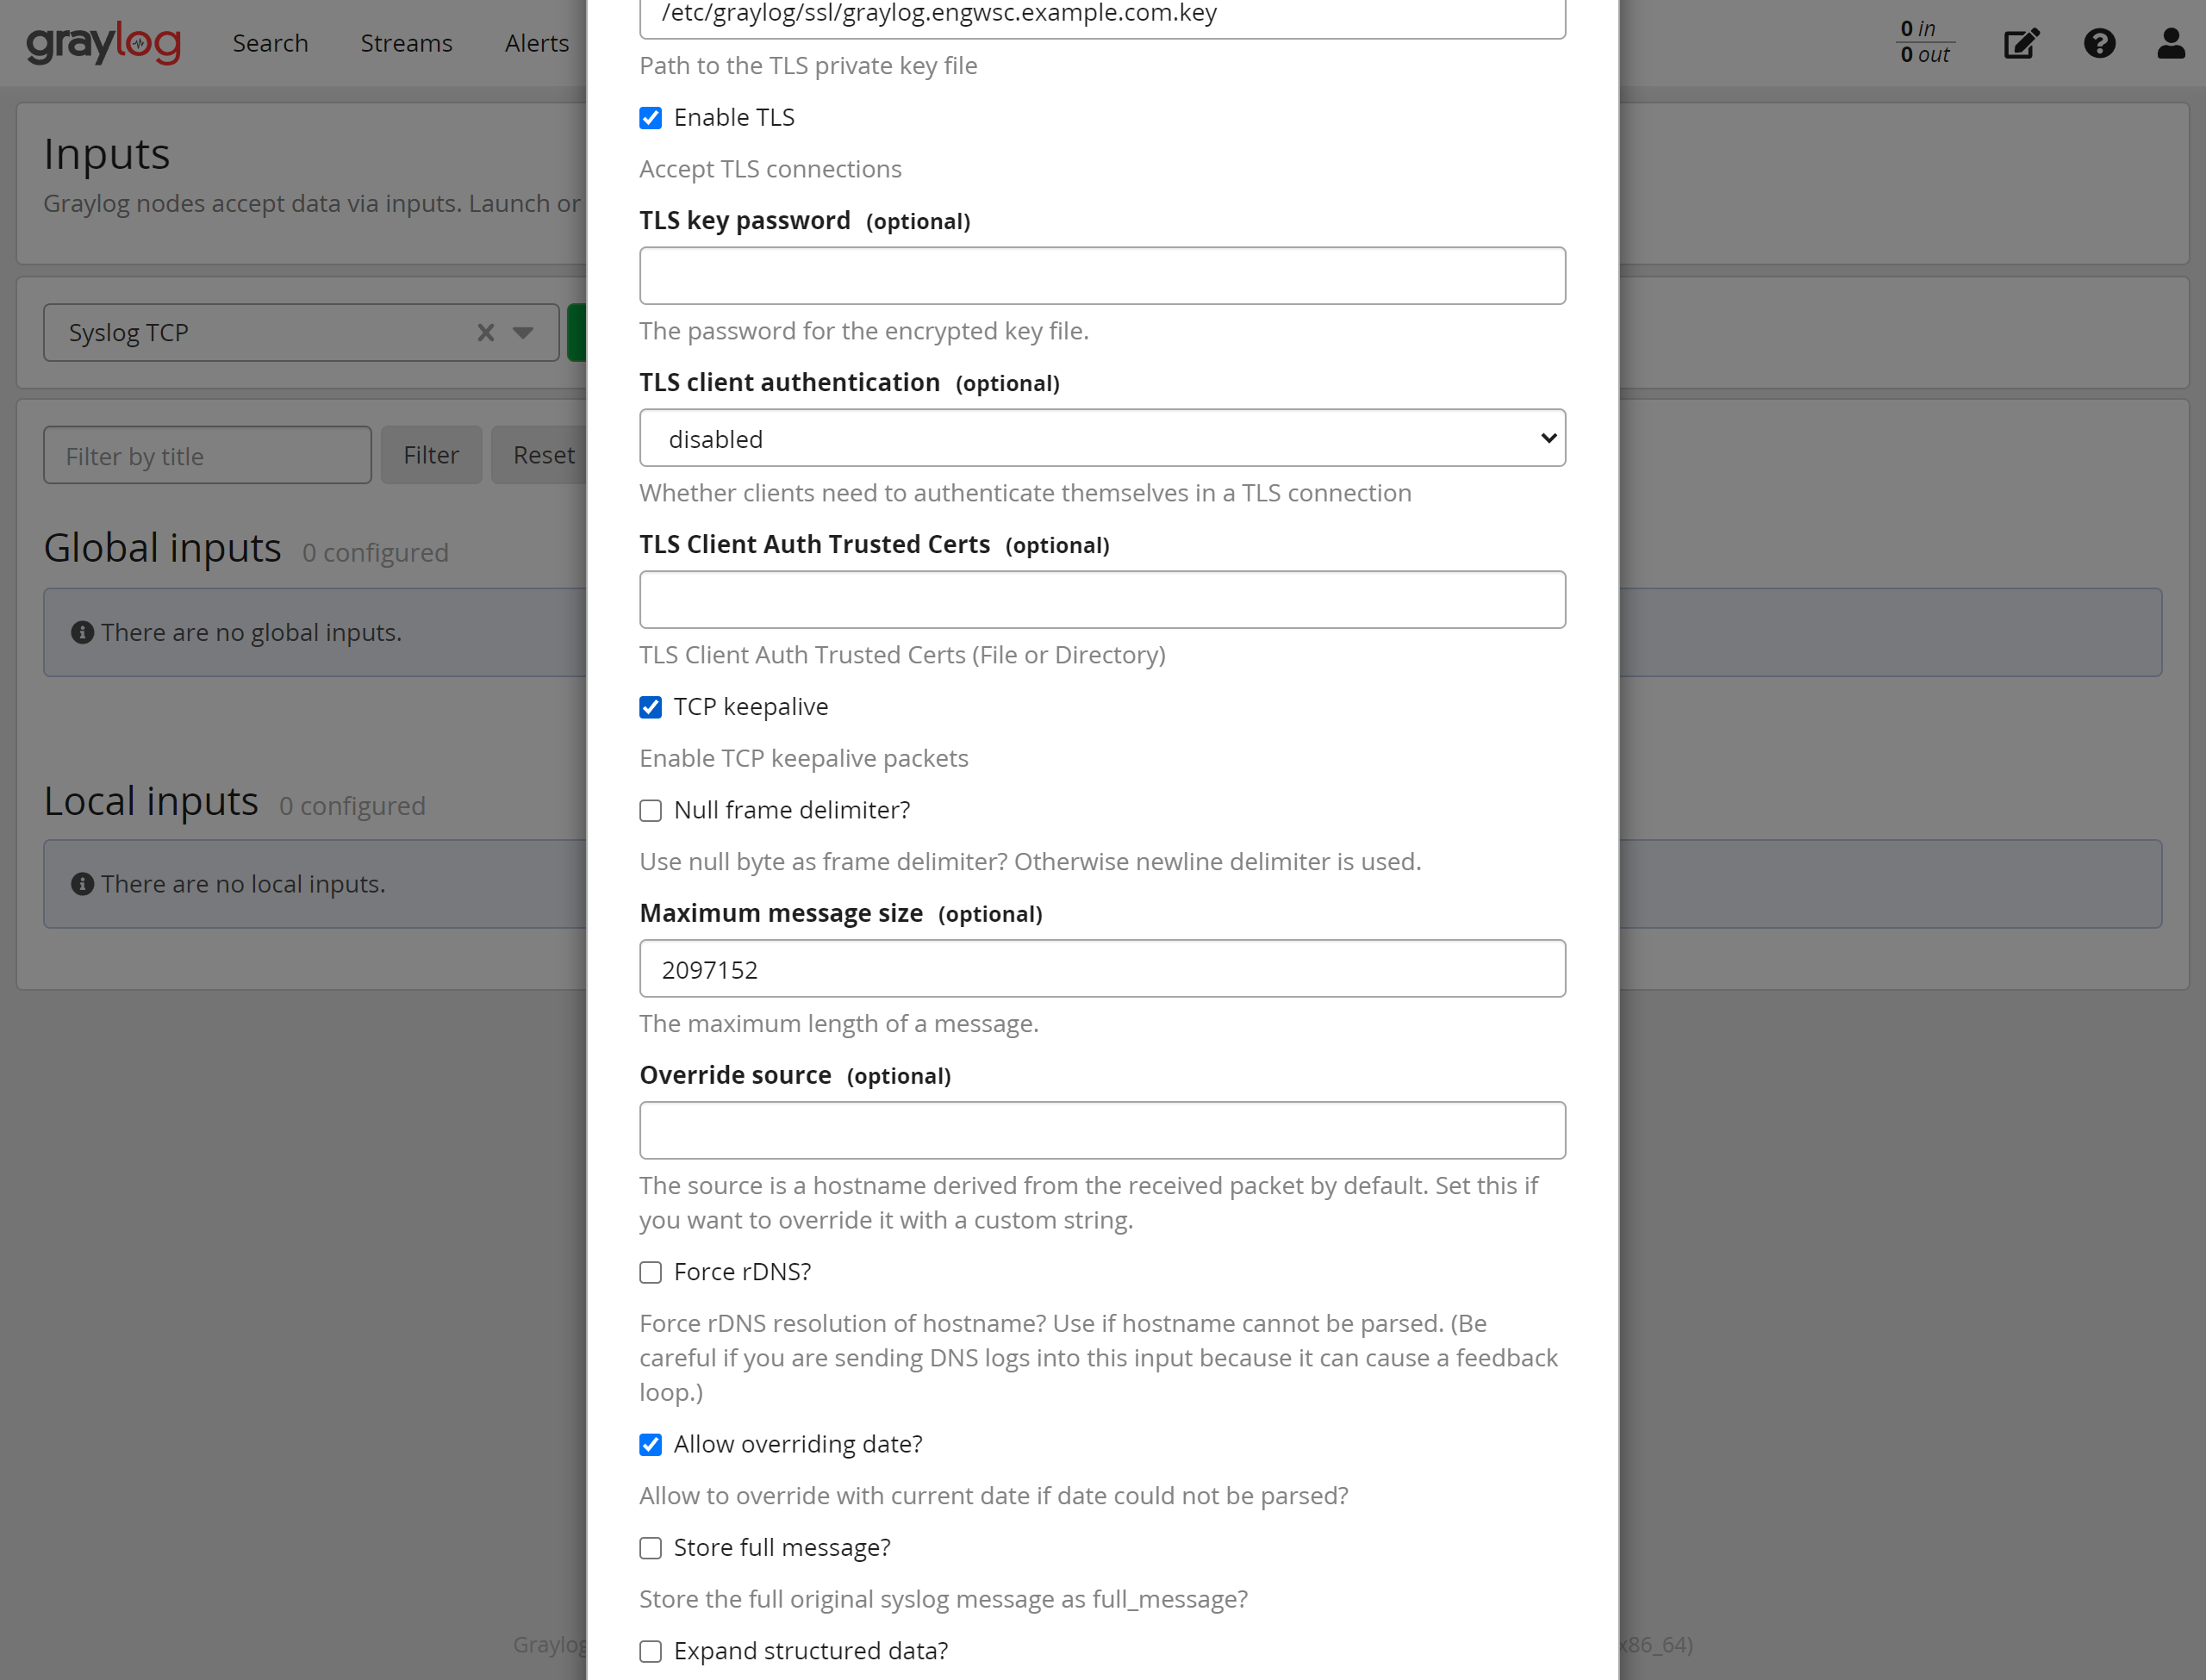 graylog
Search
Streams
Alerts
0 in
0 out
Inputs
Graylog nodes accept data via inputs. Launch or
Syslog TCP
Filter by title
Filter
Reset
Global inputs 0 configured
There are no global inputs.
Local inputs 0 configured
There are no local inputs.
/etc/graylog/ssl/graylog.engwsc.example.com.key
Path to the TLS private key file
Enable TLS
Accept TLS connections
TLS key password (optional)
The password for the encrypted key file.
TLS client authentication (optional)
disabled
Whether clients need to authenticate themselves in a TLS connection
TLS Client Auth Trusted Certs (optional)
TLS Client Auth Trusted Certs (File or Directory)
TCP keepalive
Enable TCP keepalive packets
Null frame delimiter?
Use null byte as frame delimiter? Otherwise newline delimiter is used.
Maximum message size (optional)
2097152
The maximum length of a message.
Override source (optional)
The source is a hostname derived from the received packet by default. Set this if
you want to override it with a custom string.
Force rDNS?
Force rDNS resolution of hostname? Use if hostname cannot be parsed. (Be
careful if you are sending DNS logs into this input because it can cause a feedback
loop.)
Allow overriding date?
Allow to override with current date if date could not be parsed?
Store full message?
Store the full original syslog message as full_message?
Expand structured data?
Graylog
x86_64)